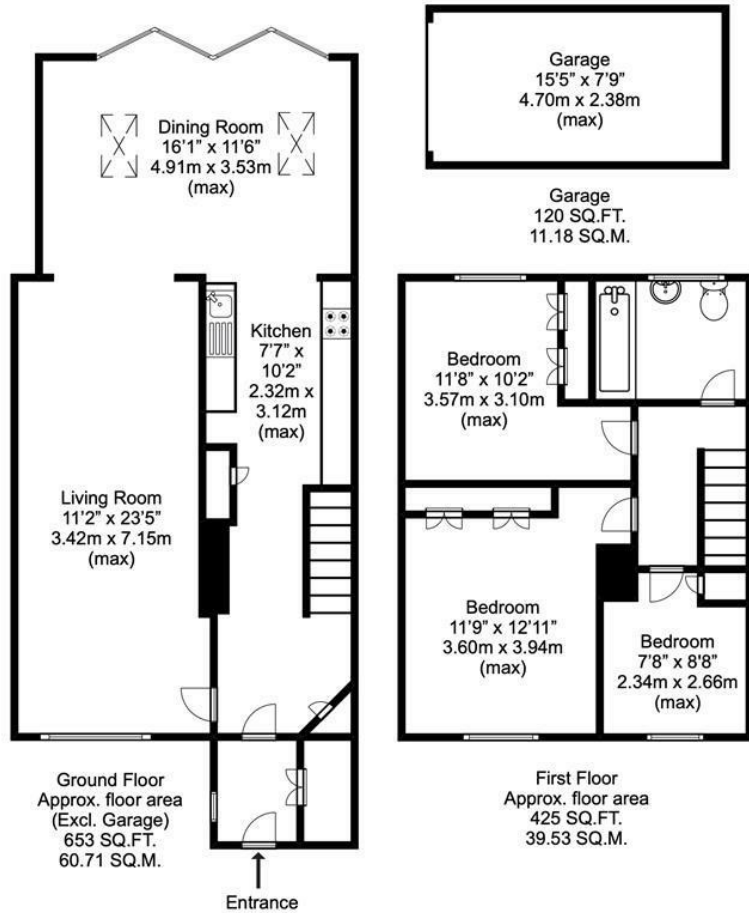 Dining Room
16'1" x 11'6"
4.91m x 3.53m
(max)
Kitchen
7'7" x
10'2"
2.32m x
3.12m
(max)
Living Room
11'2" x 23'5"
3.42m x 7.15m
(max)
Ground Floor
Approx. floor area
(Excl. Garage)
653 SQ.FT.
60.71 SQ.M.
Entrance
Garage
15'5" x 7'9"
4.70m x 2.38m
(max)
Garage
120 SQ.FT.
11.18 SQ.M.
Bedroom
11'8" x 10'2"
3.57m x 3.10m
(max)
Bedroom
11'9" x 12'11"
3.60m x 3.94m
(max)
Bedroom
7'8" x 8'8"
2.34m x 2.66m
(max)
First Floor
Approx. floor area
425 SQ.FT.
39.53 SQ.M.